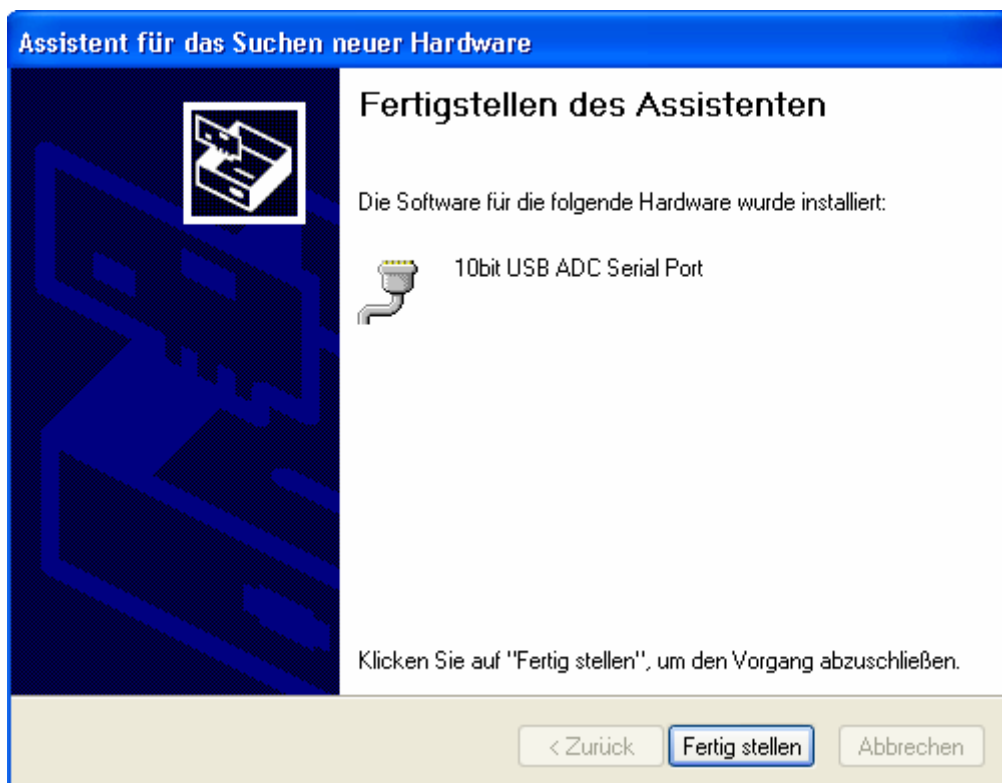 Assistent für das Suchen neuer Hardware
Fertigstellen des Assistenten
Die Software für die folgende Hardware wurde installiert:
10bit USB ADC Serial Port
Klicken Sie auf "Fertig stellen", um den Vorgang abzuschließen.
< Zurück Fertig stellen Abbrechen